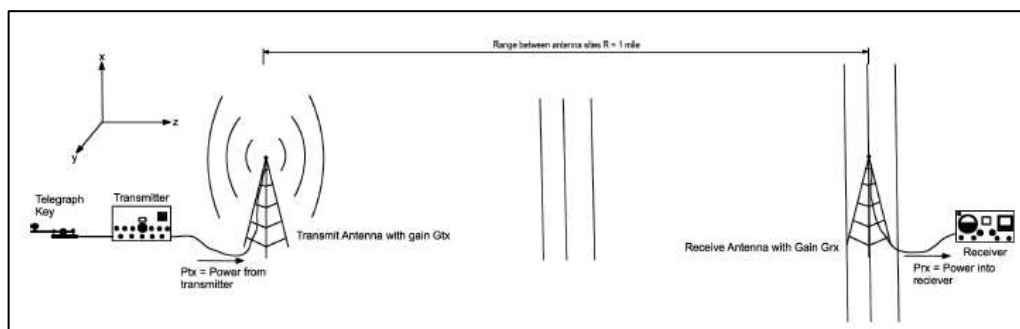 Range between antenna sites R = 1 mile
x
z
y
Telegraph
Key
Transmitter
Transmit Antenna with gain Gtx
Ptx = Power from
transmitter
Receive Antenna with Gain Grx
Receiver
Prx = Power into
reciever